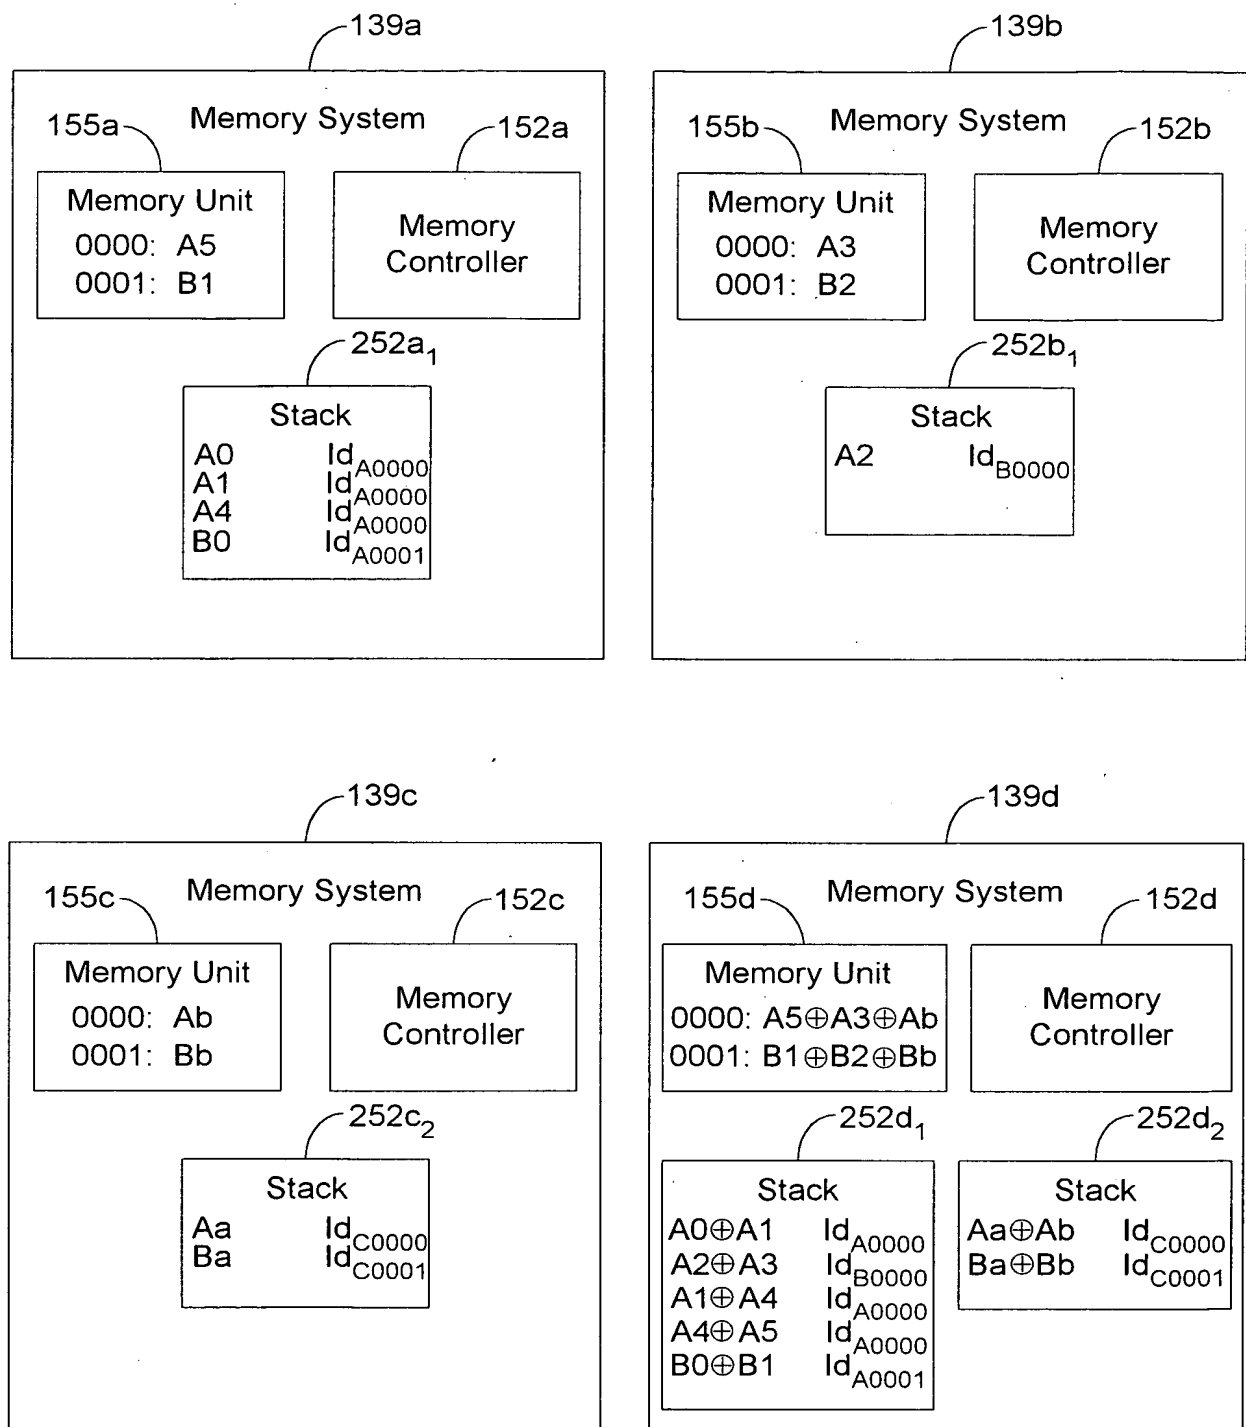 139a
Memory System
155a
152a
Memory Unit
0000: A5
0001: B1
Memory
Controller
252a1
Stack
A0 IdA0000
A1 IdA0000
A4 IdA0000
B0 IdA0001
139b
Memory System
155b
152b
Memory Unit
0000: A3
0001: B2
Memory
Controller
252b1
Stack
A2 IdB0000
139c
Memory System
155c
152c
Memory Unit
0000: Ab
0001: Bb
Memory
Controller
252c2
Stack
Aa IdC0000
Ba IdC0001
139d
Memory System
155d
152d
Memory Unit
0000: A5⊕A3⊕Ab
0001: B1⊕B2⊕Bb
Memory
Controller
252d1
Stack
A0⊕A1 IdA0000
A2⊕A3 IdB0000
A1⊕A4 IdA0000
A4⊕A5 IdA0000
B0⊕B1 IdA0001
252d2
Stack
Aa⊕Ab IdC0000
Ba⊕Bb IdC0001